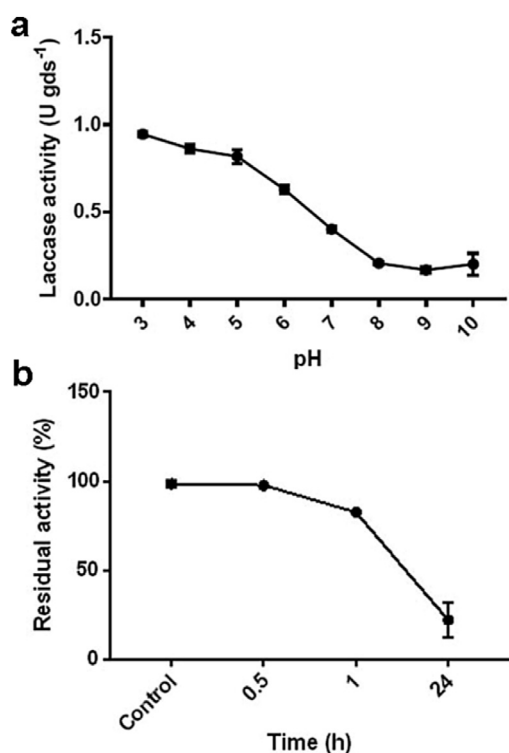 a
Laccase activity (U gds-1)
1.5
1.0
0.5
0.0
3 4 5 6 7 8 9 10
pH
b
Residual activity (%)
150
100
50
0
Control 0.5 1 24
Time (h)